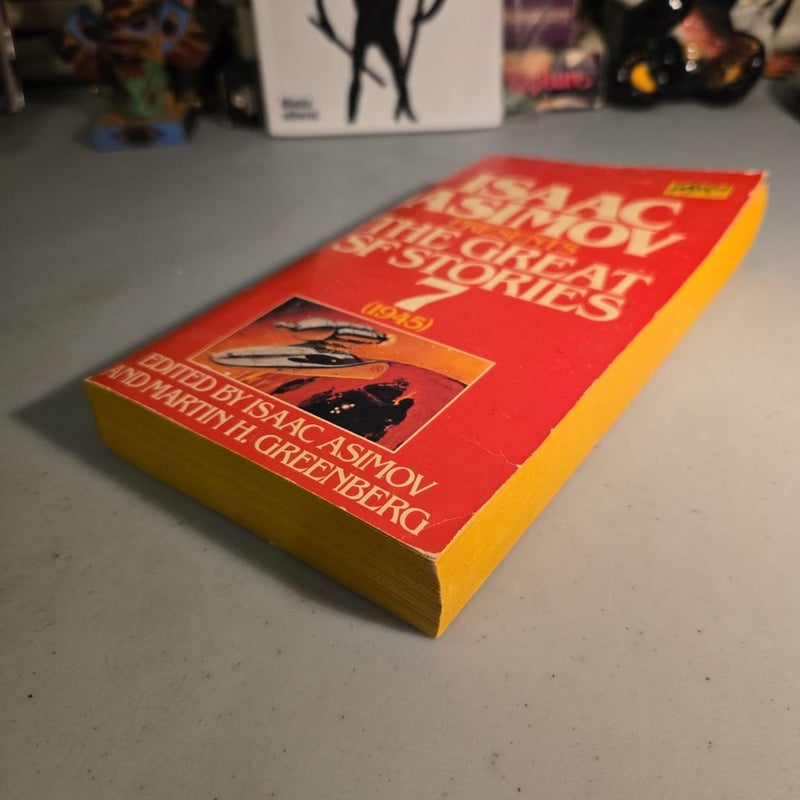 ISAAC
ASIMOV
PRESENTS
THE GREAT
SF STORIES
7
(1945)
EDITED BY ISAAC ASIMOV
AND MARTIN H. GREENBERG